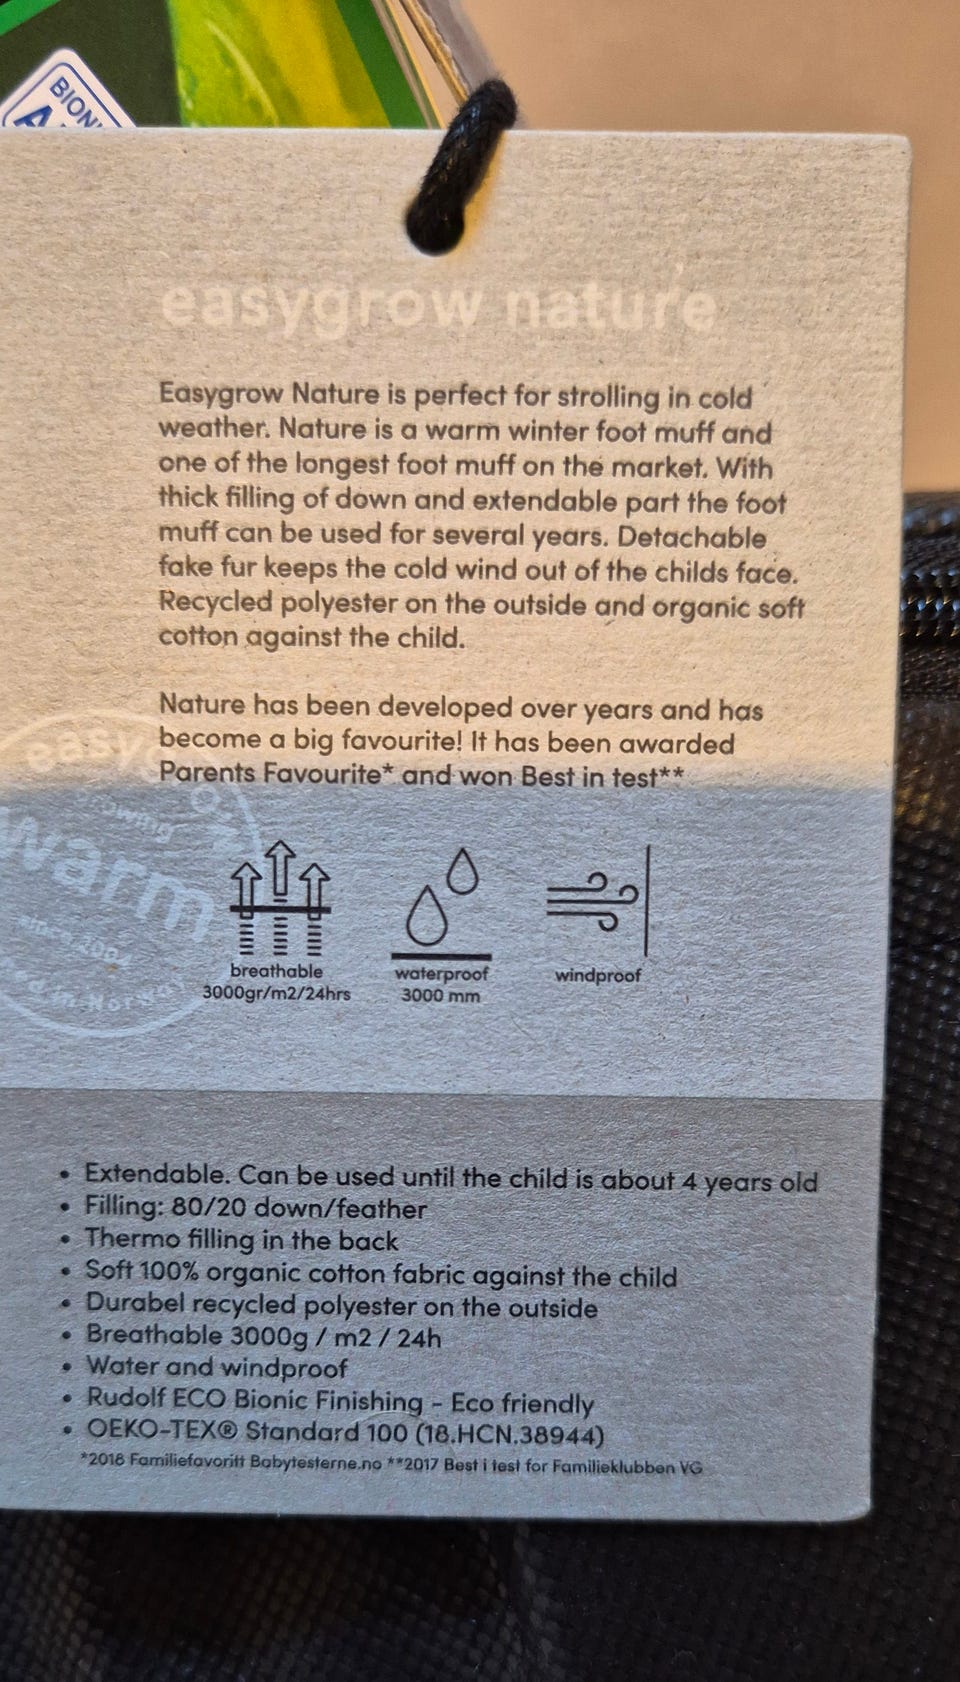 BIONI
easygrow nature
Easygrow Nature is perfect for strolling in cold
weather. Nature is a warm winter foot muff and
one of the longest foot muff on the market. With
thick filling of down and extendable part the foot
muff can be used for several years. Detachable
fake fur keeps the cold wind out of the childs face.
Recycled polyester on the outside and organic soft
cotton against the child.
Nature has been developed over years and has
become a big favourite! It has been awarded
Parents Favourite* and won Best in test**
easyg
growing
warm
since 2004
breathable
3000gr/m2/24hrs
waterproof
3000 mm
windproof
• Extendable. Can be used until the child is about 4 years old
• Filling: 80/20 down/feather
• Thermo filling in the back
• Soft 100% organic cotton fabric against the child
• Durabel recycled polyester on the outside
• Breathable 3000g / m2 / 24h
• Water and windproof
• Rudolf ECO Bionic Finishing - Eco friendly
• OEKO-TEX® Standard 100 (18.HCN.38944)
*2018 Familiefavoritt Babytesterne.no **2017 Best i test for Familieklubben VG